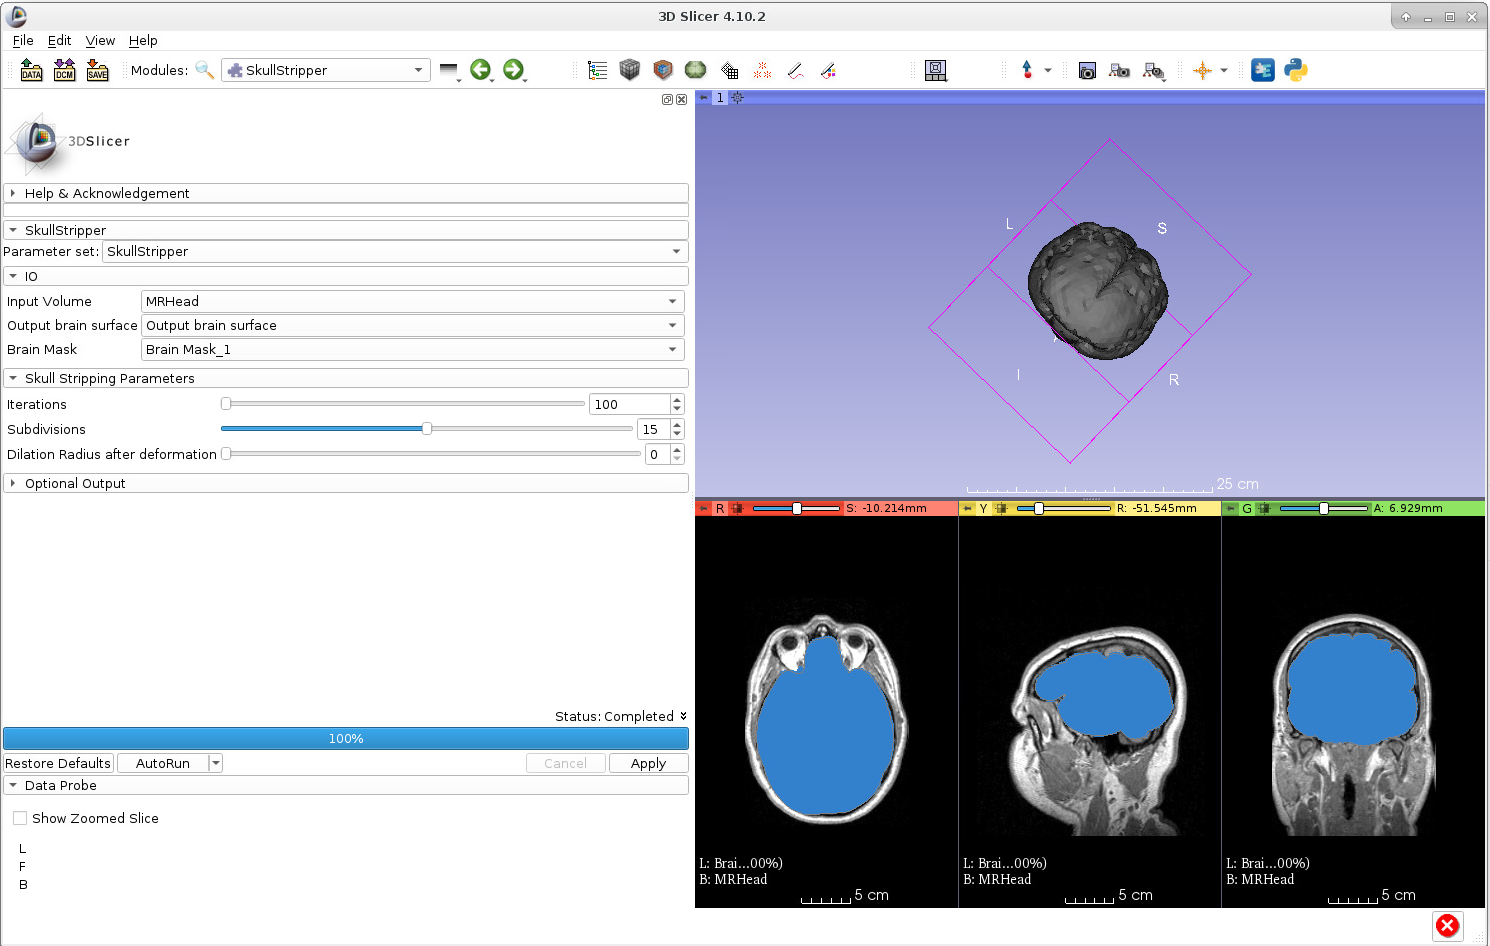 3D Slicer 4.10.2
File Edit View Help
DATA DCM SAVE Modules: SkullStripper
1
3DSlicer
Help & Acknowledgement
SkullStripper
Parameter set: SkullStripper
IO
Input Volume MRHead
Output brain surface Output brain surface
Brain Mask Brain Mask_1
Skull Stripping Parameters
Iterations 100
Subdivisions 15
Dilation Radius after deformation 0
Optional Output
Status: Completed
100%
Restore Defaults AutoRun Cancel Apply
Data Probe
Show Zoomed Slice
L
F
B
L S
I R
25 cm
R S: -10.214mm
Y R: -51.545mm
G A: 6.929mm
L: Brai...00%)
B: MRHead
5 cm
L: Brai...00%)
B: MRHead
5 cm
L: Brai...00%)
B: MRHead
5 cm